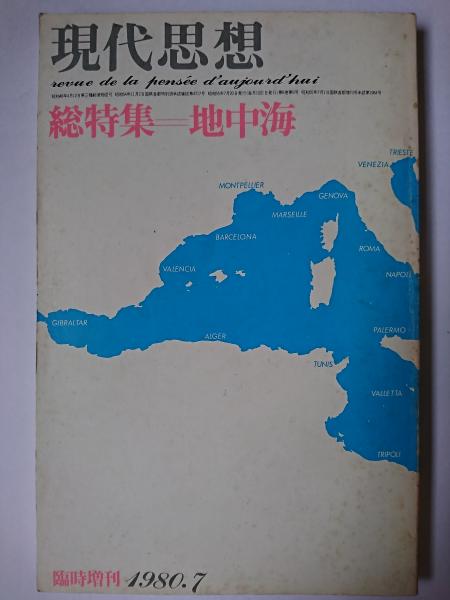 現代思想
revue de la pensée d'aujourd'hui
総特集＝地中海
TRIESTE
VENEZIA
MONTPELLIER
GENOVA
MARSEILLE
BARCELONA
ROMA
VALENCIA
NAPOLI
GIBRALTAR
PALERMO
ALGER
TUNIS
VALLETTA
TRIPOLI
臨時増刊 1980.7